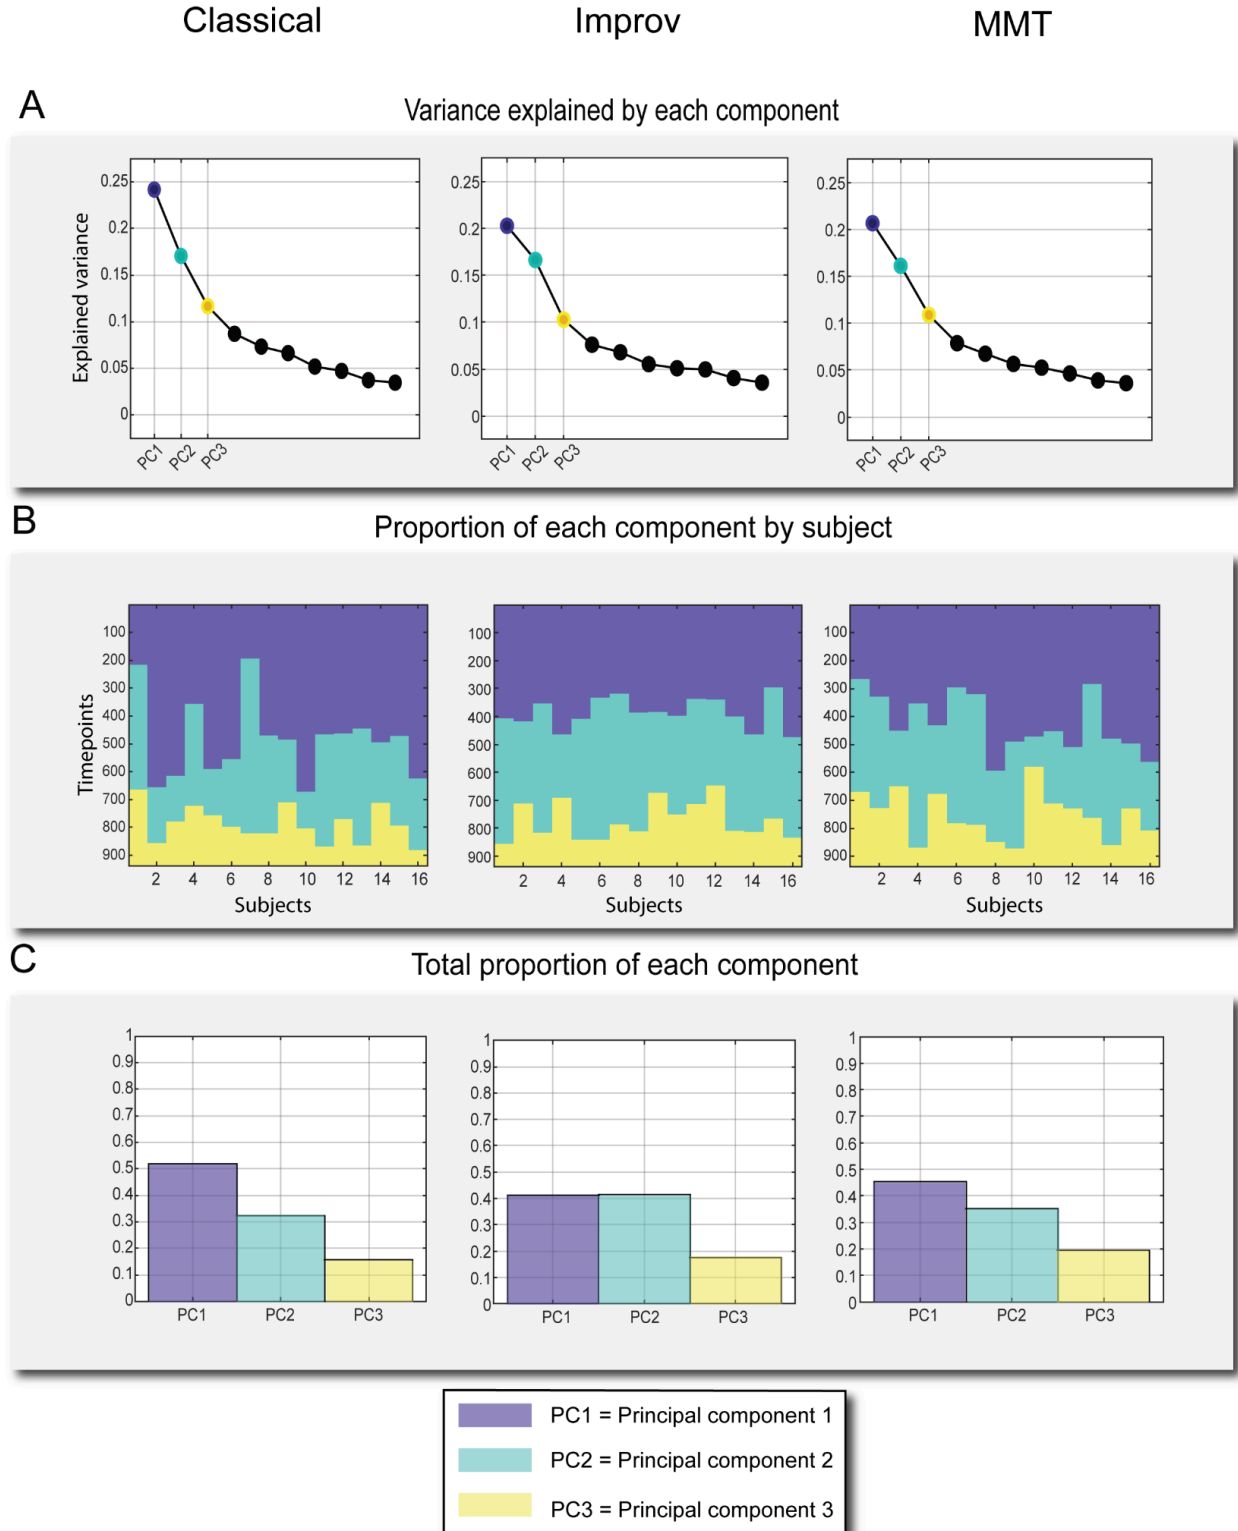 Classical Improv MMT
A
Variance explained by each component
Explained variance
0.25 0.2 0.15 0.1 0.05 0
PC1 PC2 PC3
0.25 0.2 0.15 0.1 0.05 0
PC1 PC2 PC3
0.25 0.2 0.15 0.1 0.05 0
PC1 PC2 PC3
B
Proportion of each component by subject
Timepoints
100 200 300 400 500 600 700 800 900
2 4 6 8 10 12 14 16
Subjects
100 200 300 400 500 600 700 800 900
2 4 6 8 10 12 14 16
Subjects
100 200 300 400 500 600 700 800 900
2 4 6 8 10 12 14 16
Subjects
C
Total proportion of each component
1 0.9 0.8 0.7 0.6 0.5 0.4 0.3 0.2 0.1 0
PC1 PC2 PC3
1 0.9 0.8 0.7 0.6 0.5 0.4 0.3 0.2 0.1 0
PC1 PC2 PC3
1 0.9 0.8 0.7 0.6 0.5 0.4 0.3 0.2 0.1 0
PC1 PC2 PC3
PC1 = Principal component 1
PC2 = Principal component 2
PC3 = Principal component 3